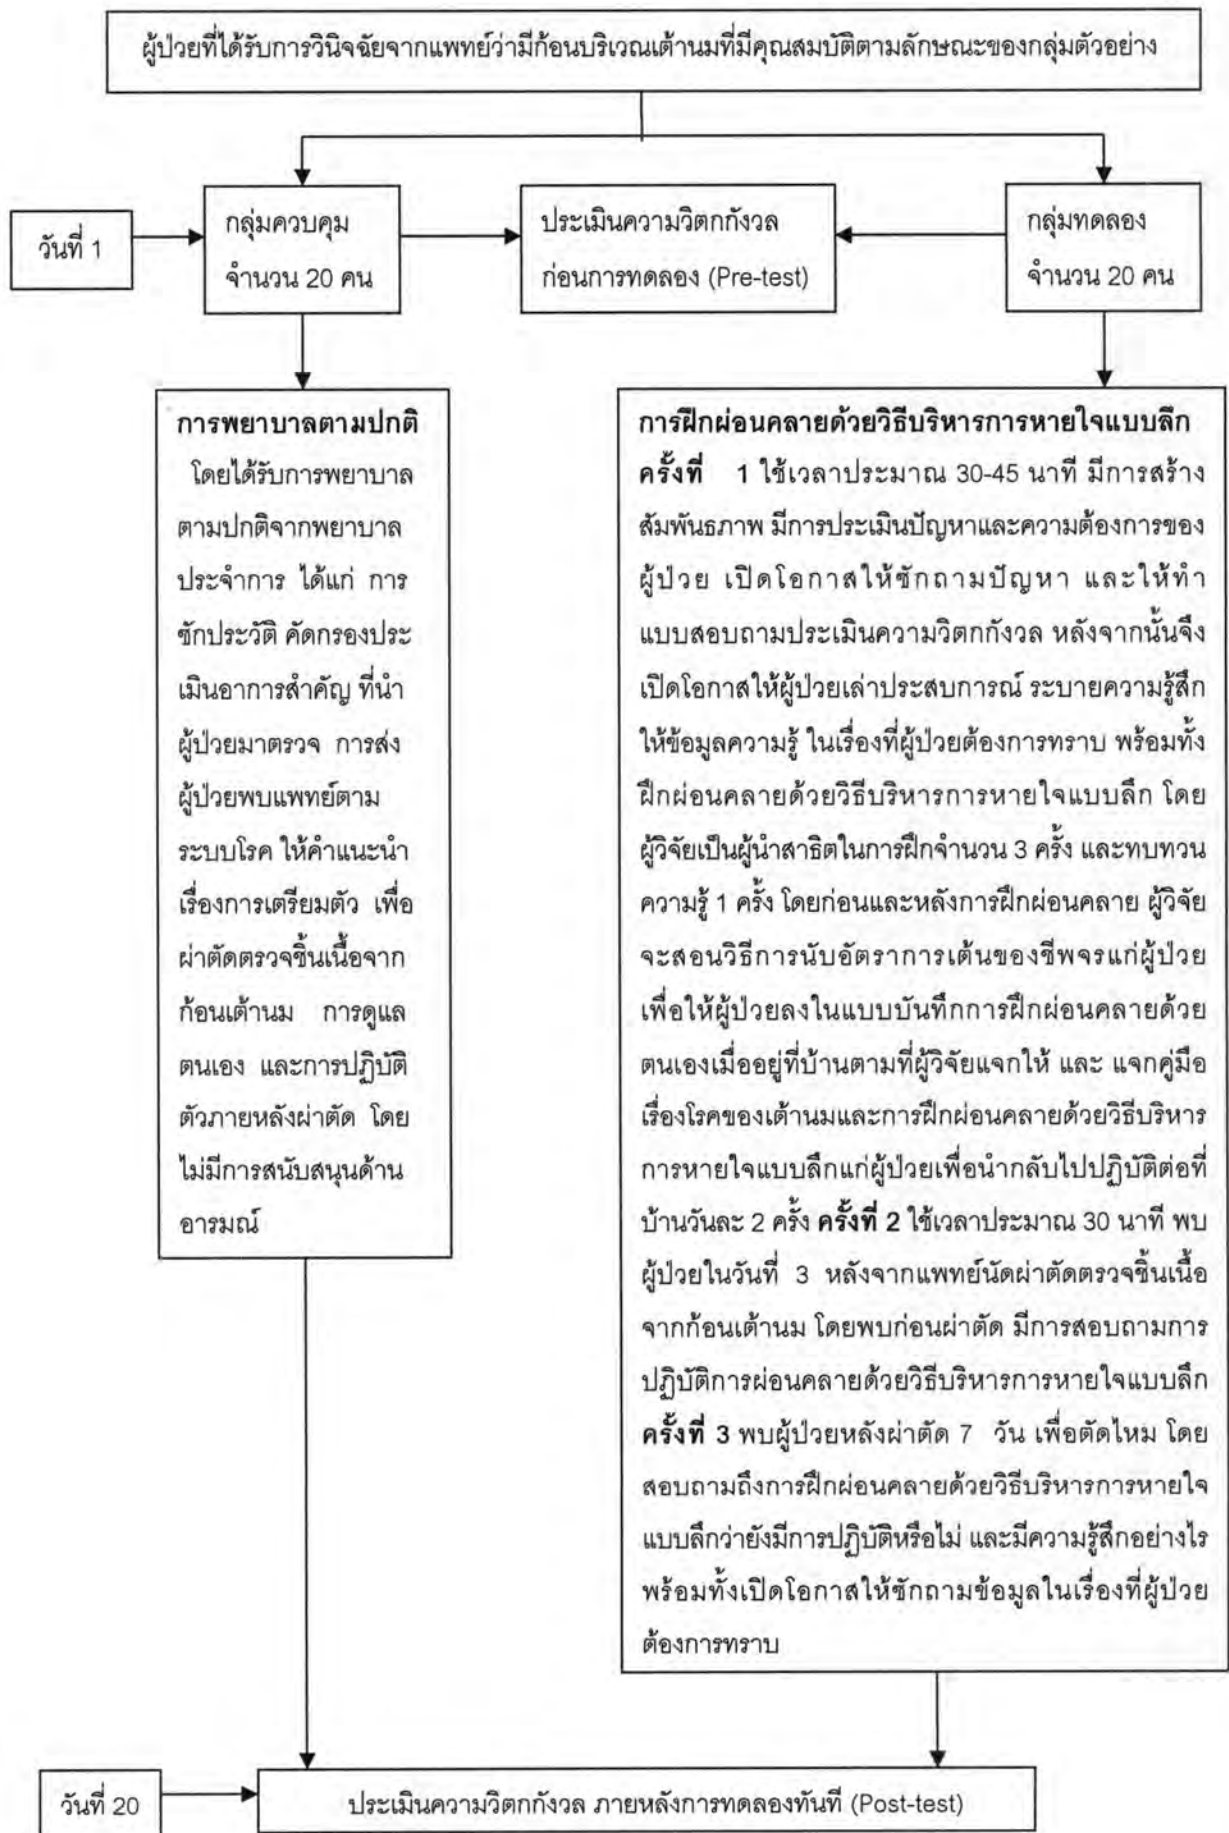 ผู้ป่วยที่ได้รับการวินิจฉัยจากแพทย์ว่ามีก้อนบริเวณเต้านมที่มีคุณสมบัติตามลักษณะของกลุ่มตัวอย่าง
วันที่ 1
กลุ่มควบคุม
จำนวน 20 คน
ประเมินความวิตกกังวล
ก่อนการทดลอง (Pre-test)
กลุ่มทดลอง
จำนวน 20 คน
การพยาบาลตามปกติ
โดยได้รับการพยาบาล
ตามปกติจากพยาบาล
ประจำการ ได้แก่ การ
ซักประวัติ คัดกรองประ
เมินอาการสำคัญ ที่นำ
ผู้ป่วยมาตรวจ การส่ง
ผู้ป่วยพบแพทย์ตาม
ระบบโรค ให้คำแนะนำ
เรื่องการเตรียมตัว เพื่อ
ผ่าตัดตรวจชิ้นเนื้อจาก
ก้อนเต้านม การดูแล
ตนเอง และการปฏิบัติ
ตัวภายหลังผ่าตัด โดย
ไม่มีการสนับสนุนด้าน
อารมณ์
การฝึกผ่อนคลายด้วยวิธีบริหารการหายใจแบบลึก
ครั้งที่ 1 ใช้เวลาประมาณ 30-45 นาที มีการสร้าง
สัมพันธภาพ มีการประเมินปัญหาและความต้องการของ
ผู้ป่วย เปิดโอกาสให้ซักถามปัญหา และให้ทำ
แบบสอบถามประเมินความวิตกกังวล หลังจากนั้นจึง
เปิดโอกาสให้ผู้ป่วยเล่าประสบการณ์ ระบายความรู้สึก
ให้ข้อมูลความรู้ ในเรื่องที่ผู้ป่วยต้องการทราบ พร้อมทั้ง
ฝึกผ่อนคลายด้วยวิธีบริหารการหายใจแบบลึก โดย
ผู้วิจัยเป็นผู้นำสาธิตในการฝึกจำนวน 3 ครั้ง และทบทวน
ความรู้ 1 ครั้ง โดยก่อนและหลังการฝึกผ่อนคลาย ผู้วิจัย
จะสอนวิธีการนับอัตราการเต้นของชีพจรแก่ผู้ป่วย
เพื่อให้ผู้ป่วยลงในแบบบันทึกการฝึกผ่อนคลายด้วย
ตนเองเมื่ออยู่ที่บ้านตามที่ผู้วิจัยแจกให้ และ แจกคู่มือ
เรื่องโรคของเต้านมและการฝึกผ่อนคลายด้วยวิธีบริหาร
การหายใจแบบลึกแก่ผู้ป่วยเพื่อนำกลับไปปฏิบัติต่อที่
บ้านวันละ 2 ครั้ง ครั้งที่ 2 ใช้เวลาประมาณ 30 นาที พบ
ผู้ป่วยในวันที่ 3 หลังจากแพทย์นัดผ่าตัดตรวจชิ้นเนื้อ
จากก้อนเต้านม โดยพบก่อนผ่าตัด มีการสอบถามการ
ปฏิบัติการผ่อนคลายด้วยวิธีบริหารการหายใจแบบลึก
ครั้งที่ 3 พบผู้ป่วยหลังผ่าตัด 7 วัน เพื่อตัดไหม โดย
สอบถามถึงการฝึกผ่อนคลายด้วยวิธีบริหารการหายใจ
แบบลึกว่ายังมีการปฏิบัติหรือไม่ และมีความรู้สึกอย่างไร
พร้อมทั้งเปิดโอกาสให้ซักถามข้อมูลในเรื่องที่ผู้ป่วย
ต้องการทราบ
วันที่ 20
ประเมินความวิตกกังวล ภายหลังการทดลองทันที (Post-test)